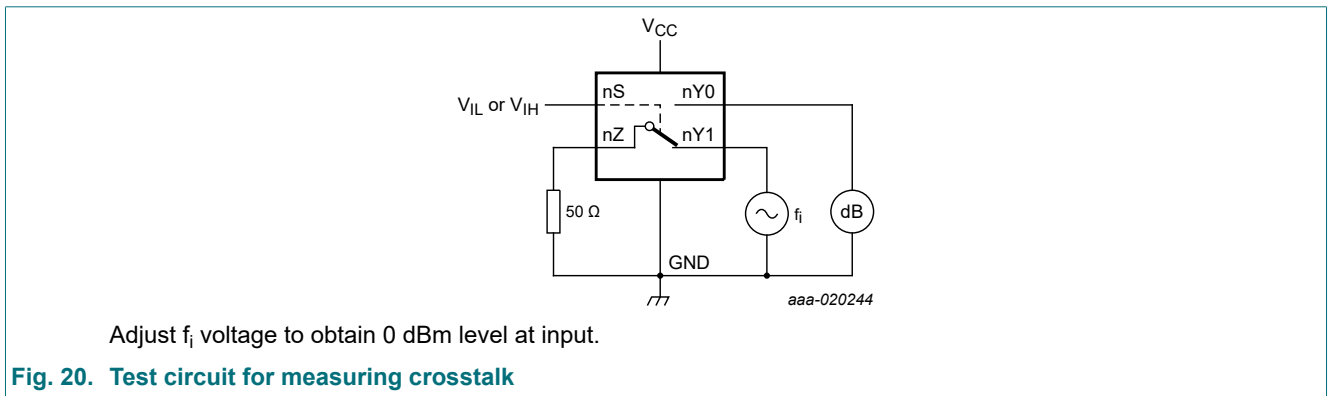 VCC
nS
nY0
VIL or VIH
nZ
nY1
50 Ω
fi
dB
GND
aaa-020244
Adjust fi voltage to obtain 0 dBm level at input.
Fig. 20. Test circuit for measuring crosstalk